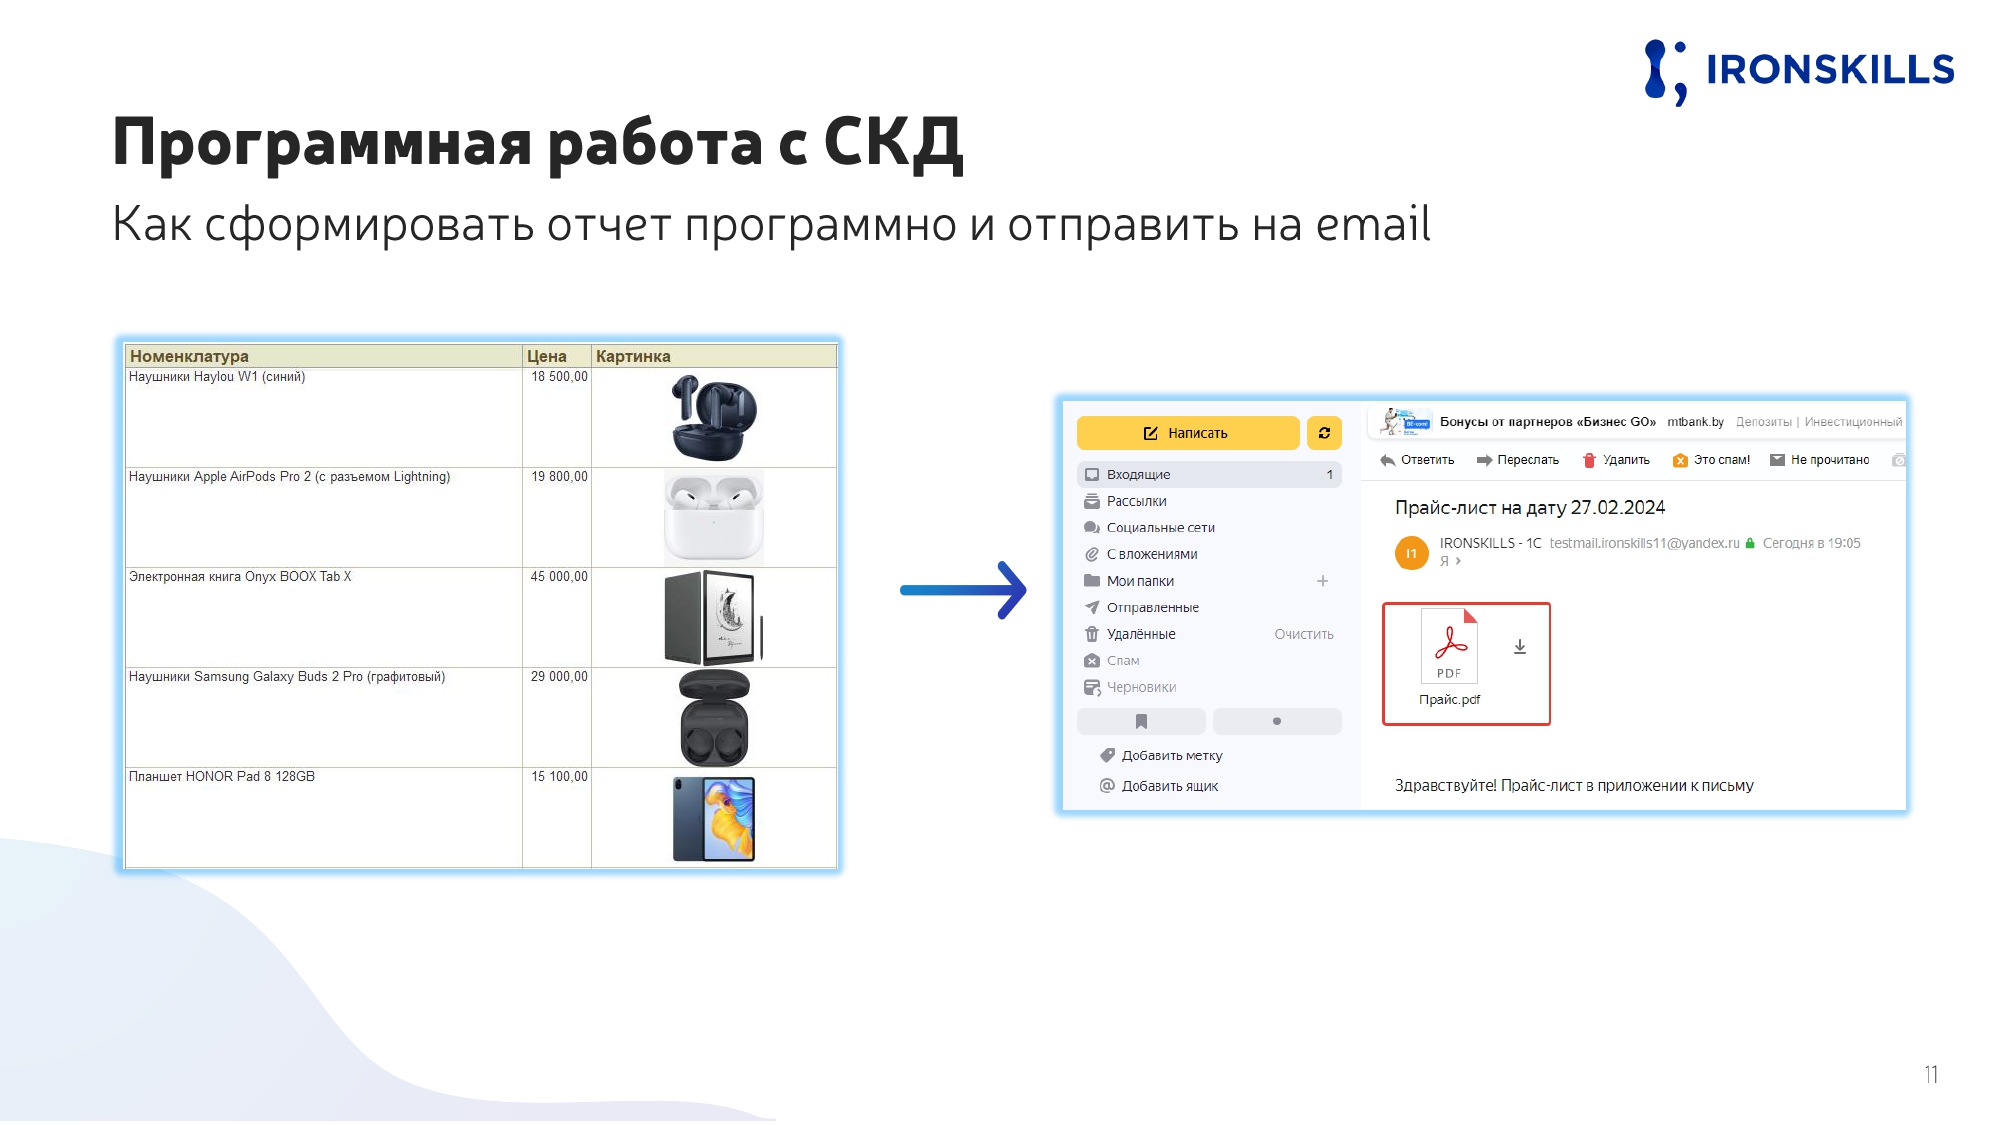 IRONSKILLS
Программная работа с СКД
Как сформировать отчет программно и отправить на email
Номенклатура Цена Картинка
Наушники Haylou W1 (синий) 18 500,00
Наушники Apple AirPods Pro 2 (с разъемом Lightning) 19 800,00
Электронная книга Onyx BOOX Tab X 45 000,00
Наушники Samsung Galaxy Buds 2 Pro (графитовый) 29 000,00
Планшет HONOR Pad 8 128GB 15 100,00
Написать
Входящие 1
Рассылки
Социальные сети
С вложениями
Мои папки +
Отправленные
Удалённые Очистить
Спам
Черновики
Добавить метку
Добавить ящик
Бонусы от партнеров «Бизнес GO» mtbank.by Депозиты | Инвестиционный
Ответить Переслать Удалить Это спам! Не прочитано
Прайс-лист на дату 27.02.2024
I1 IRONSKILLS - 1C testmail.ironskills11@yandex.ru Сегодня в 19:05
Я >
PDF
Прайс.pdf
Здравствуйте! Прайс-лист в приложении к письму
11